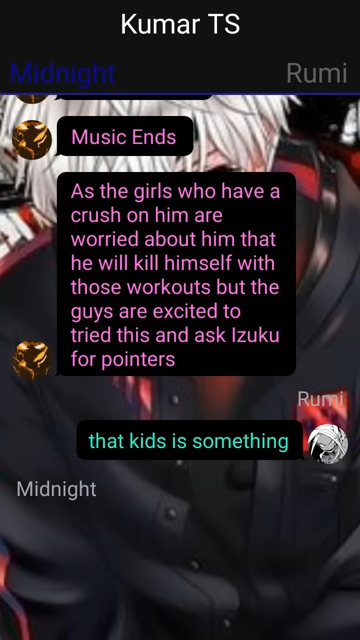 Kumar TS
Midnight
Rumi
Music Ends
As the girls who have a
crush on him are
worried about him that
he will kill himself with
those workouts but the
guys are excited to
tried this and ask Izuku
for pointers
Rumi
that kids is something
Midnight